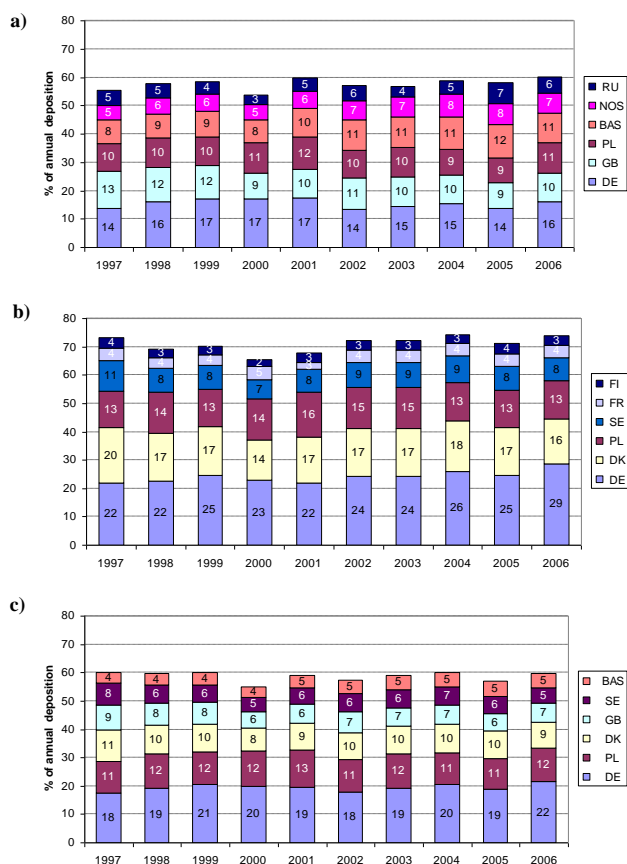 a)
% of annual deposition
80
70
60
50
40
30
20
10
0
5 5 4 3 5 6 4 5 7 6
5 6 6 5 6 7 7 8 8 7
8 9 9 8 10 11 11 11 12 11
10 10 10 11 12 10 10 9 9 11
13 12 12 9 10 11 10 10 9 10
14 16 17 17 17 14 15 15 14 16
1997 1998 1999 2000 2001 2002 2003 2004 2005 2006
RU
NOS
BAS
PL
GB
DE
b)
80
70
60
50
40
30
20
10
0
4 3 3 2 3 3 3 3 4 3
4 4 4 5 3 4 4 4 4 4
11 8 8 7 8 9 9 9 8 8
13 14 13 14 16 15 15 13 13 13
20 17 17 14 17 17 17 18 17 16
22 22 25 23 22 24 24 26 25 29
1997 1998 1999 2000 2001 2002 2003 2004 2005 2006
FI
FR
SE
PL
DK
DE
c)
% of annual deposition
80
70
60
50
40
30
20
10
0
4 4 4 4 5 5 5 5 5 5
8 6 6 5 6 6 6 7 6 5
9 8 8 6 6 7 7 7 6 7
11 10 10 8 9 10 10 10 10 9
11 12 12 12 13 11 12 11 11 12
18 19 21 20 19 18 19 20 19 22
1997 1998 1999 2000 2001 2002 2003 2004 2005 2006
BAS
SE
GB
DK
PL
DE